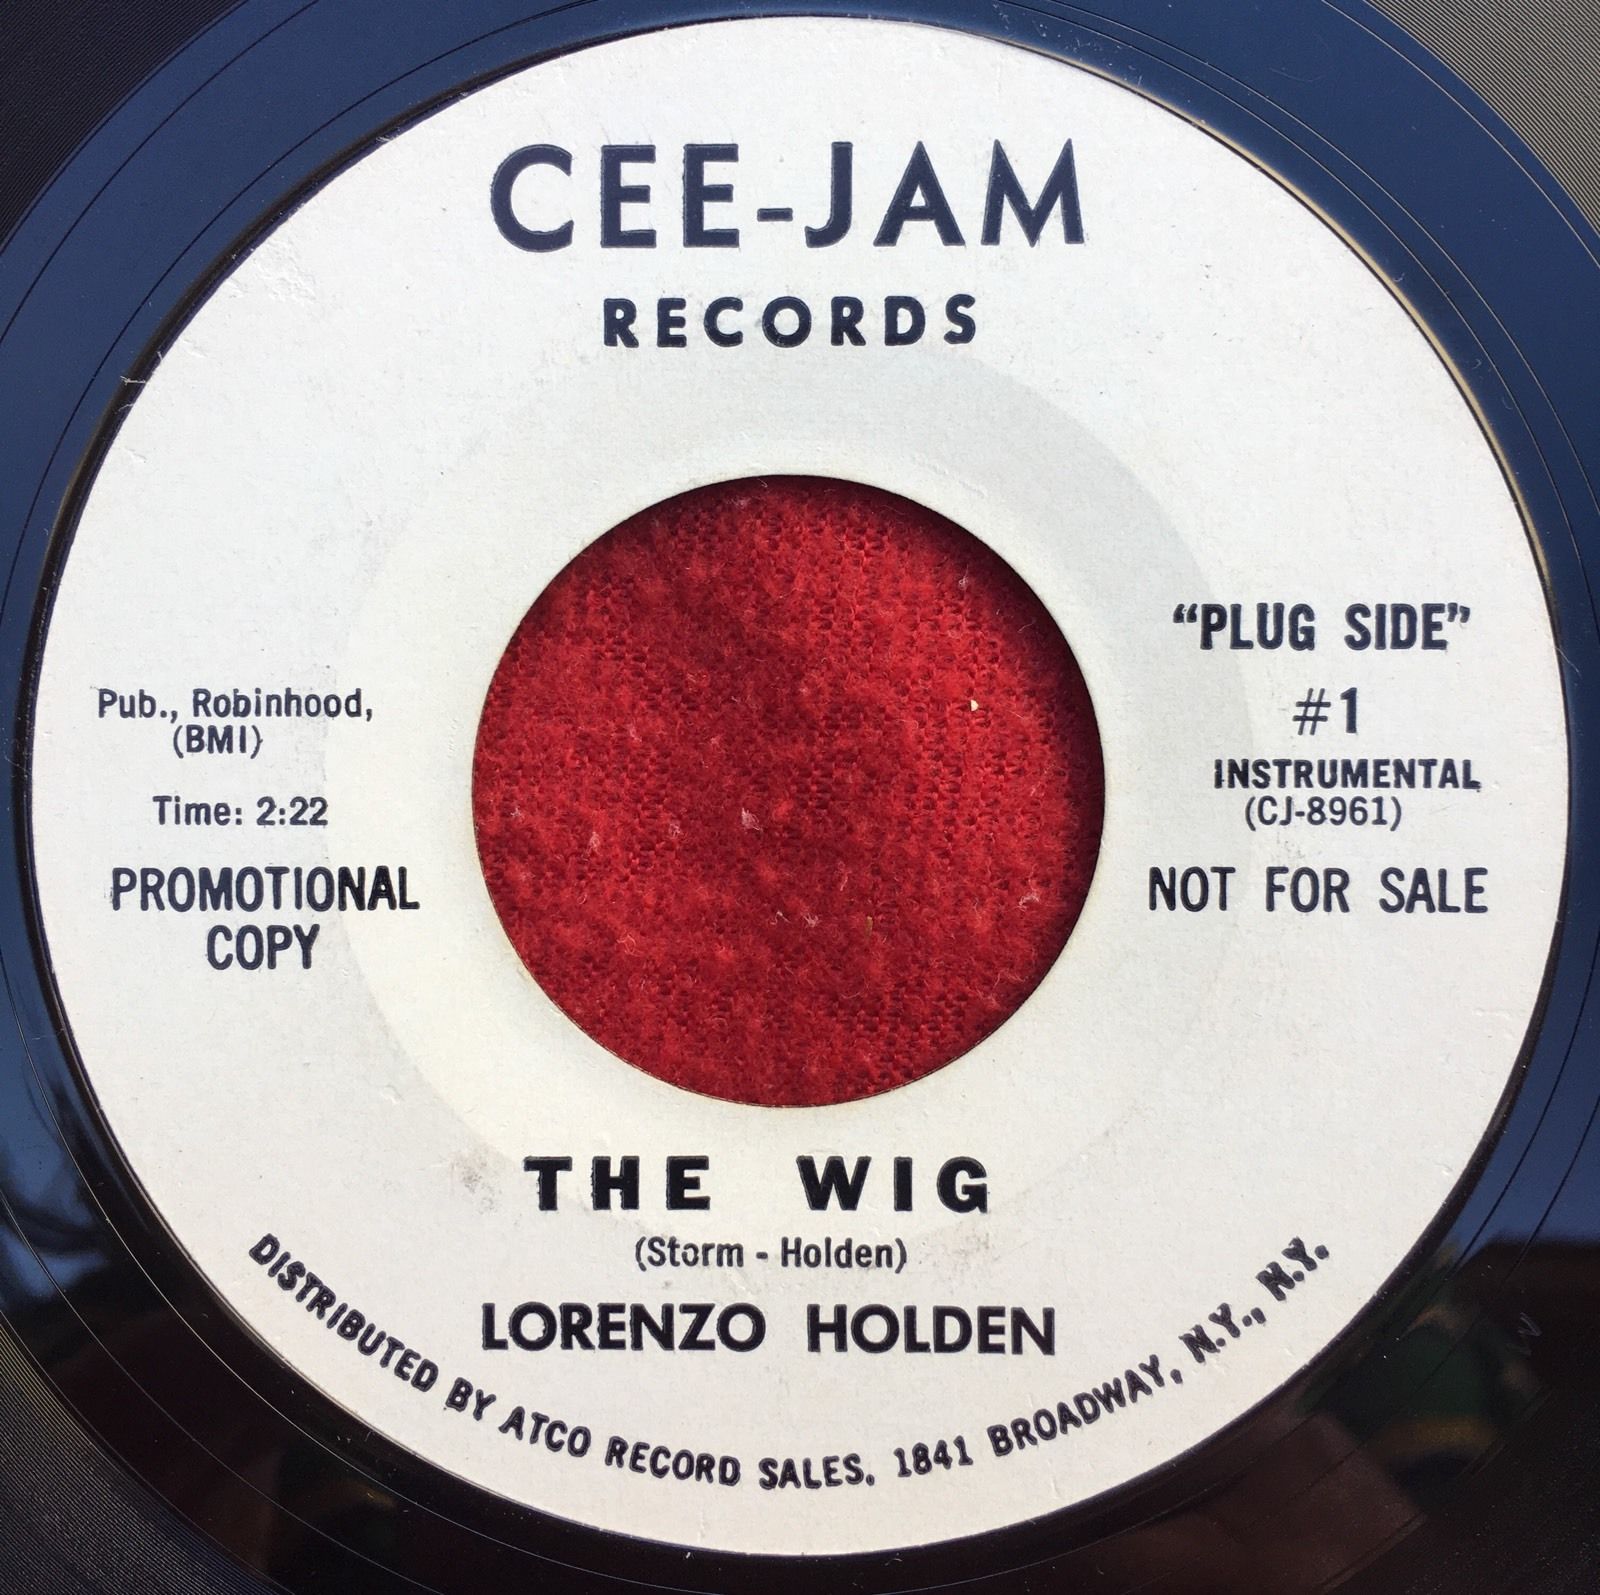 CEE-JAM
RECORDS
Pub., Robinhood,
(BMI)
Time: 2:22
PROMOTIONAL
COPY
"PLUG SIDE"
#1
INSTRUMENTAL
(CJ-8961)
NOT FOR SALE
THE WIG
(Storm - Holden)
LORENZO HOLDEN
DISTRIBUTED BY ATCO RECORD SALES. 1841 BROADWAY, N.Y., N.Y.